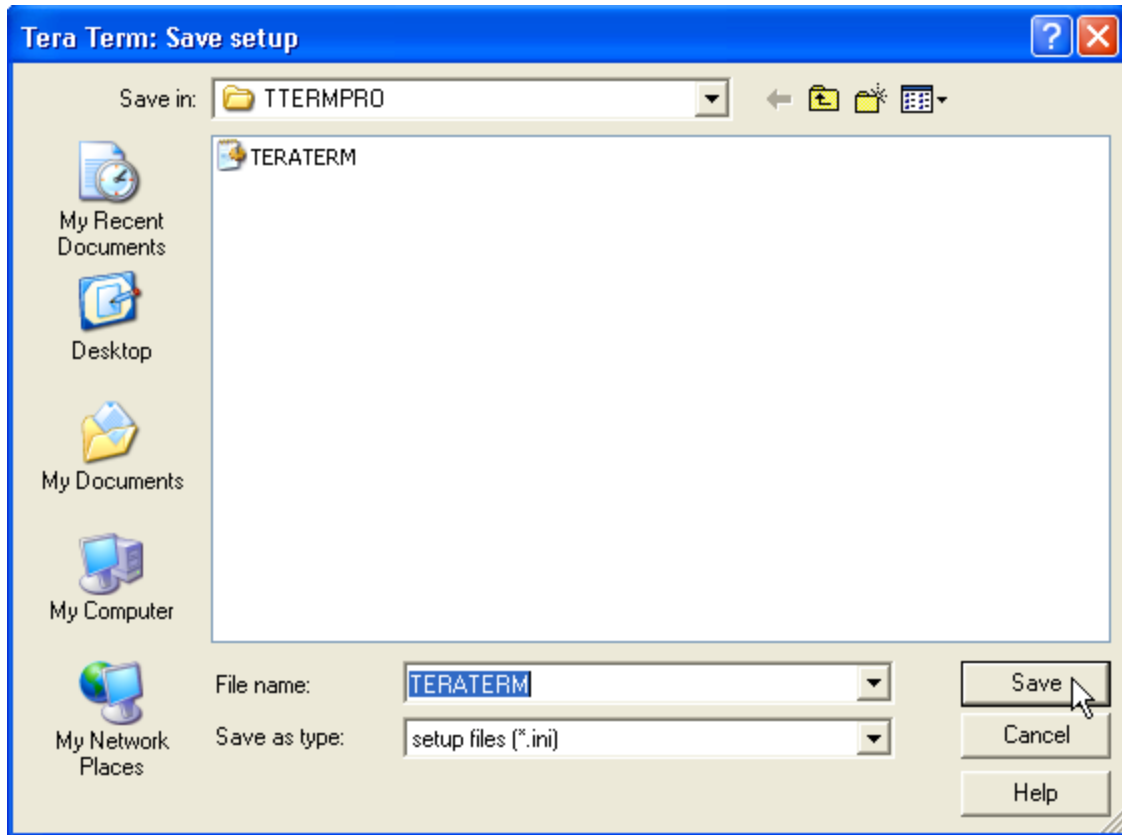 Tera Term: Save setup
Save in:
TTERMPRO
TERATERM
My Recent
Documents
Desktop
My Documents
My Computer
My Network
Places
File name:
TERATERM
Save
Save as type:
setup files (*.ini)
Cancel
Help